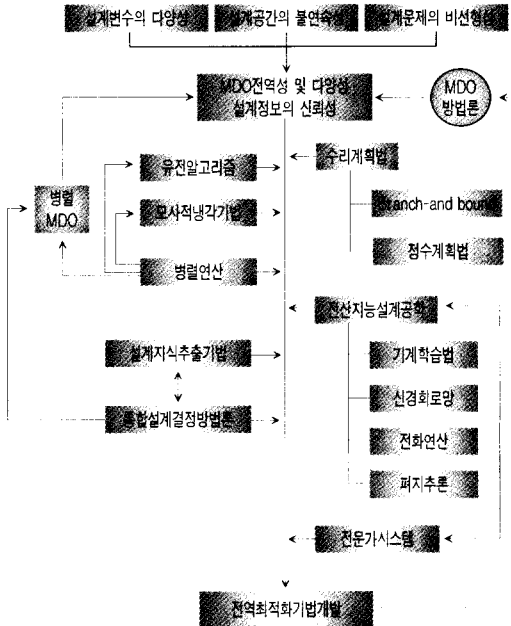 설계변수의 다양성
설계공간의 불연속성
설계문제의 비선형성
MDO전역성 및 다양성
설계정보의 신뢰성
MDO
방법론
유전알고리즘
수리계획법
병렬
MDO
모사적냉각기법
Branch-and bound
병렬연산
정수계획법
전산지능설계공학
설계지식추출기법
기계학습법
신경회로망
통합설계결정방법론
전화연산
퍼지추론
전문가시스템
전역최적화기법개발